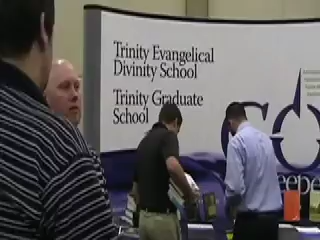 Trinity Evangelical
Divinity School
Trinity Graduate
School